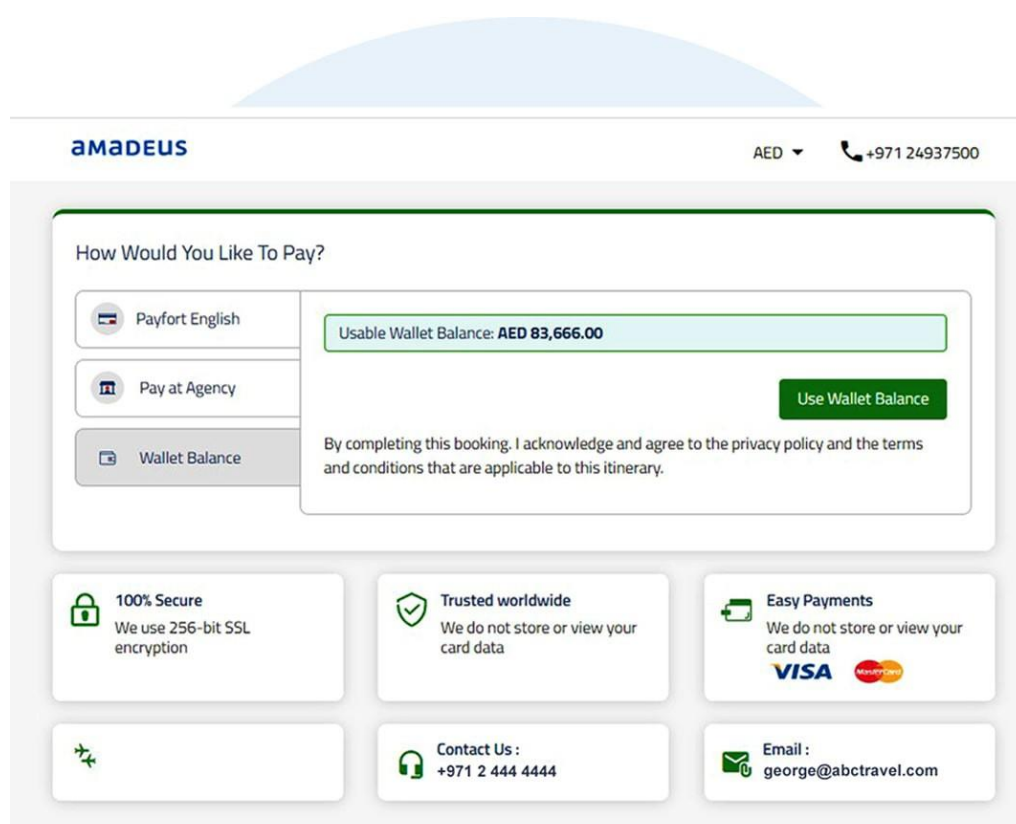 aMaDEUS
AED
+971 24937500
How Would You Like To Pay?
Payfort English
Pay at Agency
Wallet Balance
Usable Wallet Balance: AED 83,666.00
Use Wallet Balance
By completing this booking. I acknowledge and agree to the privacy policy and the terms
and conditions that are applicable to this itinerary.
100% Secure
We use 256-bit SSL
encryption
Trusted worldwide
We do not store or view your
card data
Easy Payments
We do not store or view your
card data
VISA MasterCard
Contact Us :
+971 2 444 4444
Email :
george@abctravel.com